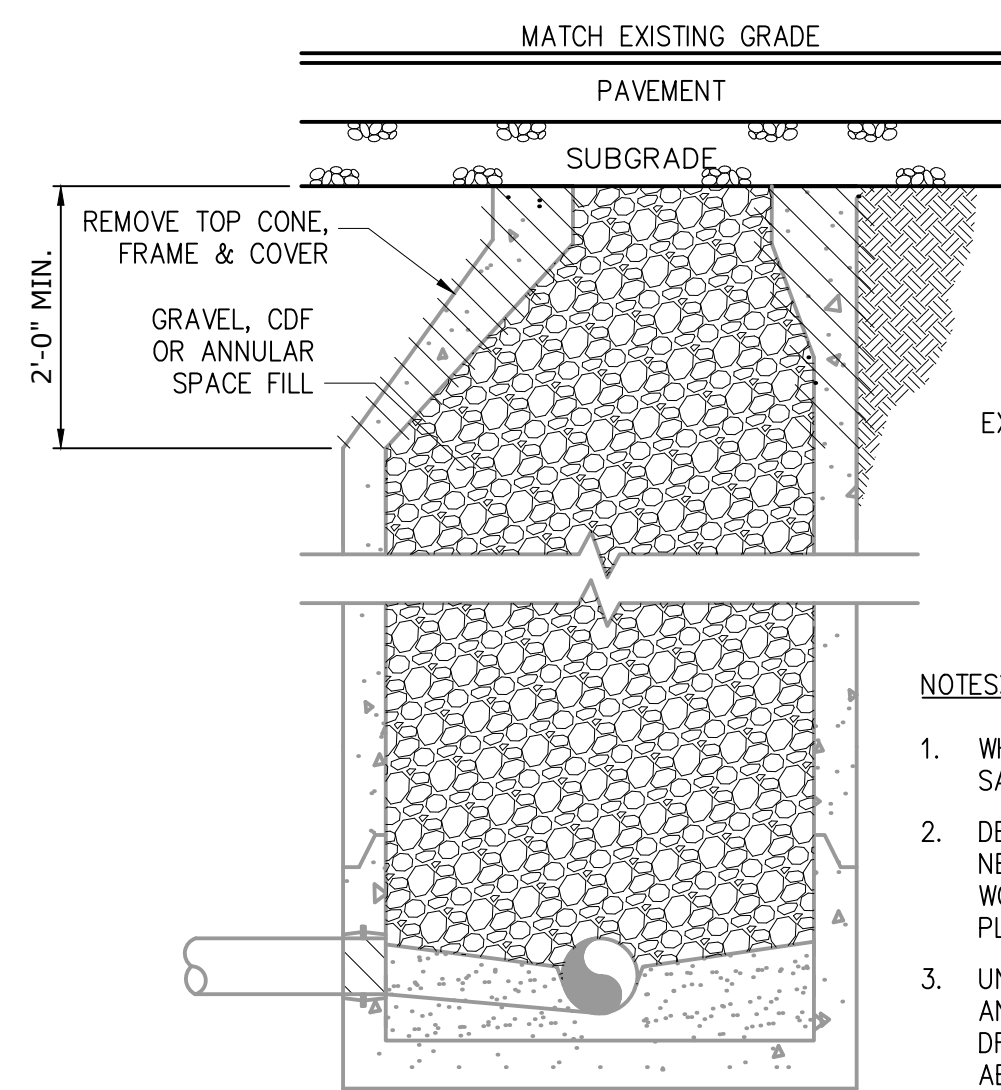 MATCH EXISTING GRADE
PAVEMENT
SUBGRADE
REMOVE TOP CONE,
FRAME & COVER
2'-0" MIN.
GRAVEL, CDF
OR ANNULAR
SPACE FILL
NOTES:
1.
2.
3.